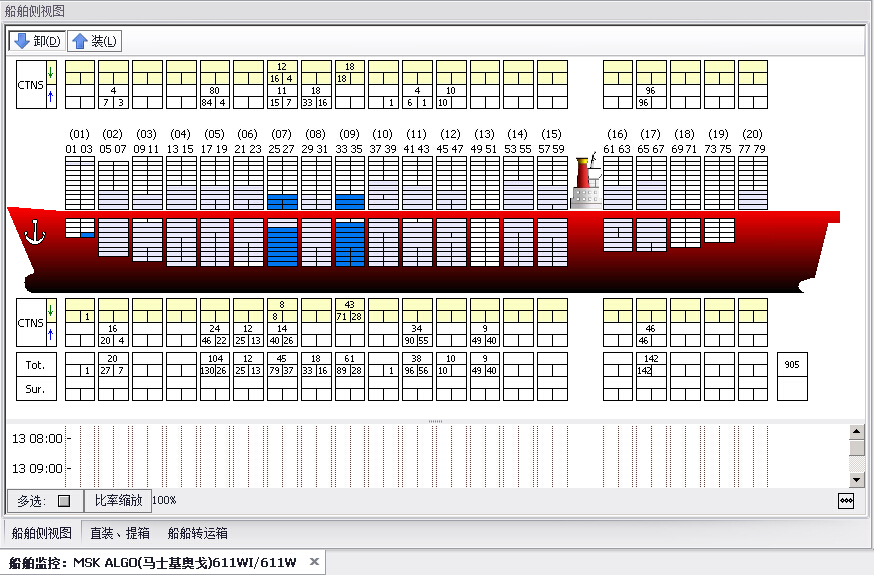 船舶侧视图
卸(D) 装(L)
12 18
CTNS 16 4 18
4 80 11 18 4 10 96
7 3 84 4 15 7 33 16 1 6 1 10 96
(01) (02) (03) (04) (05) (06) (07) (08) (09) (10) (11) (12) (13) (14) (15) (16) (17) (18) (19) (20)
01 03 05 07 09 11 13 15 17 19 21 23 25 27 29 31 33 35 37 39 41 43 45 47 49 51 53 55 57 59 61 63 65 67 69 71 73 75 77 79
8 43
CTNS 1 8 71 28
16 24 12 14 34 9 46
20 4 46 22 25 13 40 26 90 55 49 40 46
Tot. 20 104 12 45 18 61 38 10 9 142 905
1 27 7 130 26 25 13 79 37 33 16 89 28 1 96 56 10 49 40 142
Sur.
13 08:00
13 09:00
多选: 比率缩放 100%
船舶侧视图 直装、提箱 船舶转运箱
船舶监控：MSK ALGO(马士基奥戈)611WI/611W